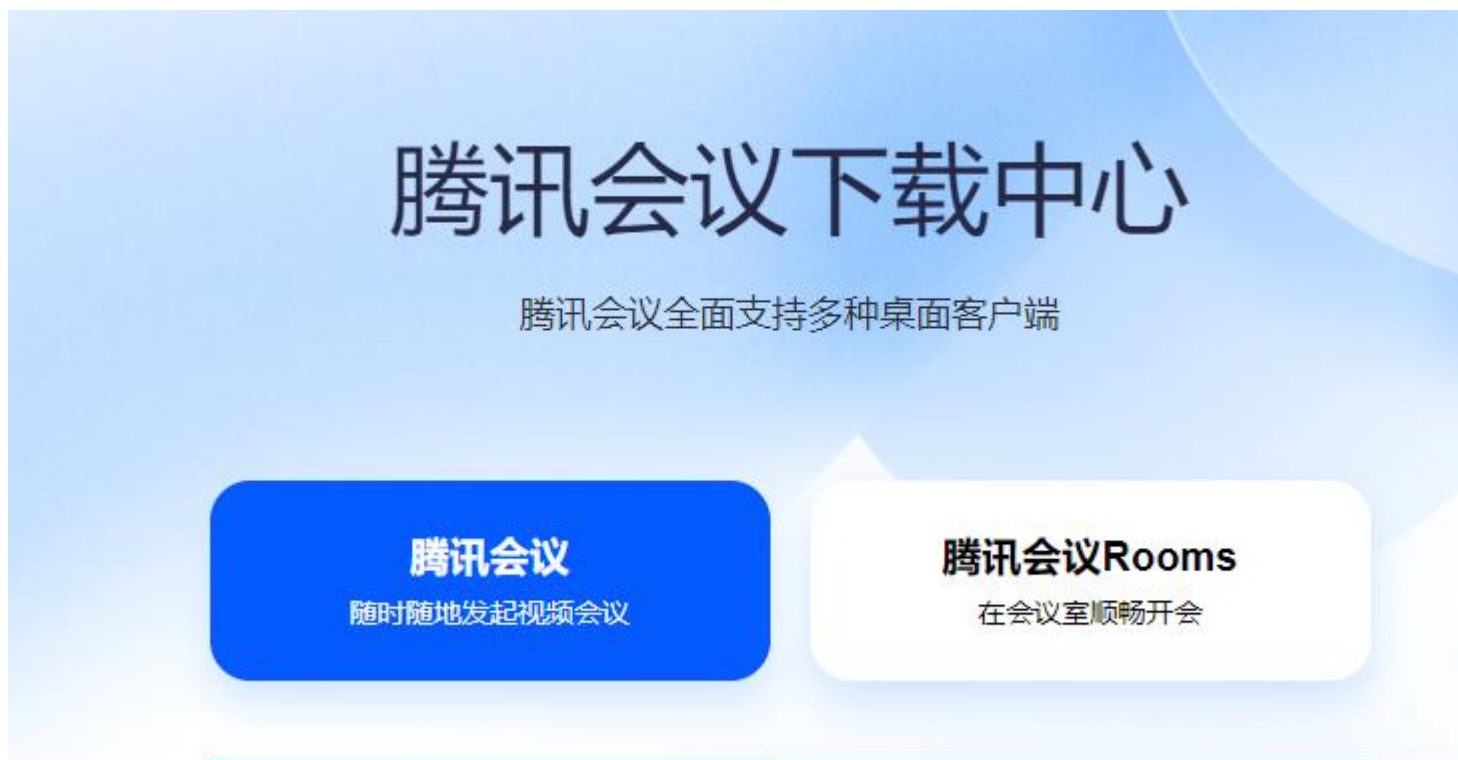 腾讯会议下载中心
腾讯会议全面支持多种桌面客户端
腾讯会议
随时随地发起视频会议
腾讯会议Rooms
在会议室顺畅开会